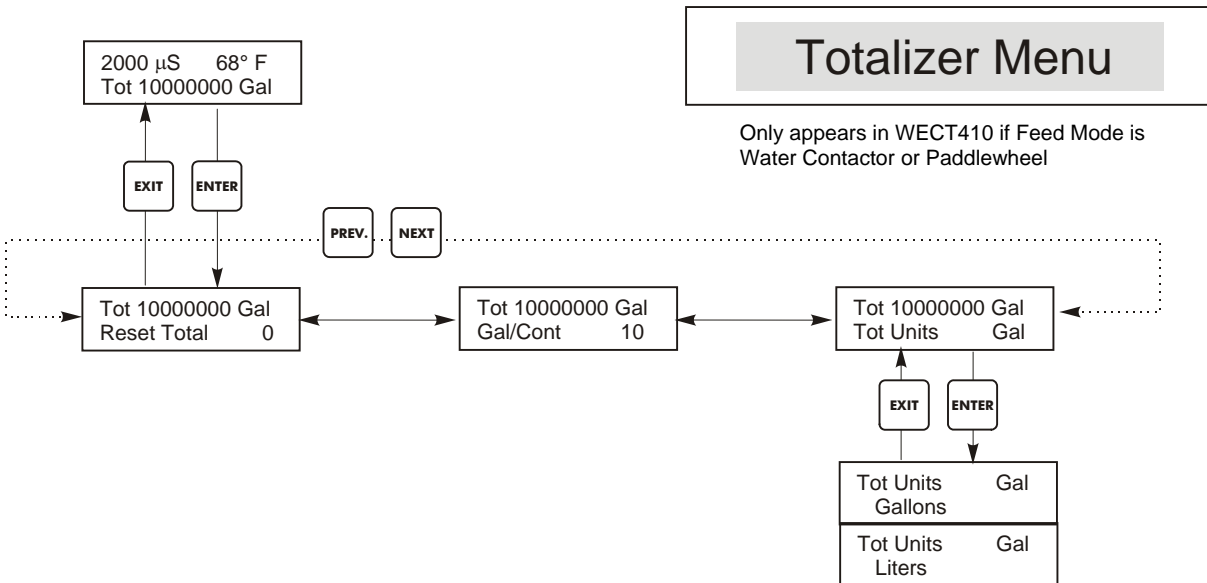 Totalizer Menu
Only appears in WECT410 if Feed Mode is
Water Contactor or Paddlewheel
2000 µS 68° F
Tot 10000000 Gal
EXIT
ENTER
PREV.
NEXT
Tot 10000000 Gal
Reset Total 0
Tot 10000000 Gal
Gal/Cont 10
Tot 10000000 Gal
Tot Units Gal
EXIT
ENTER
Tot Units Gal
Gallons
Tot Units Gal
Liters